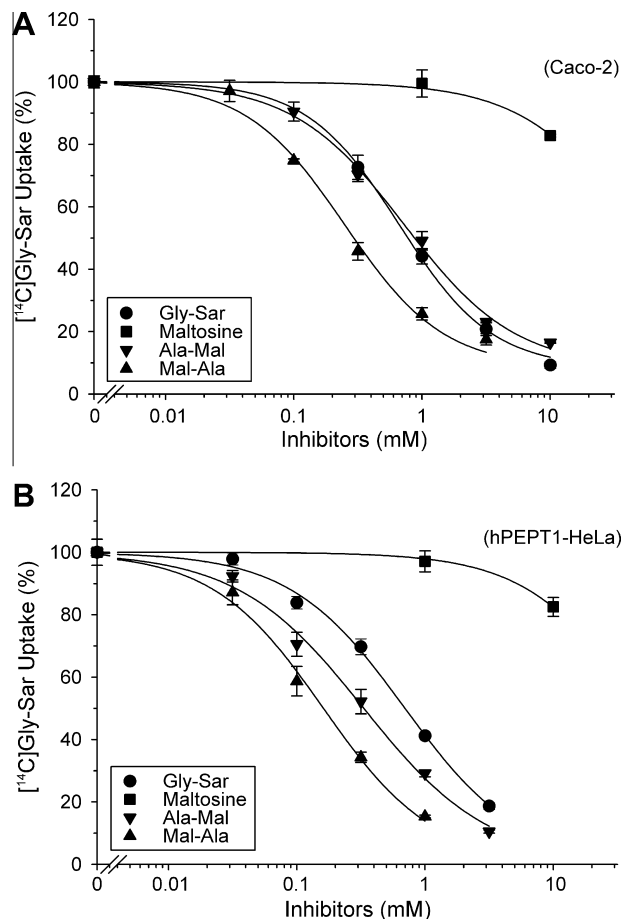 A
120
(Caco-2)
100
80
60
40
20
0
[¹⁴C]Gly-Sar Uptake (%)
Gly-Sar
Maltosine
Ala-Mal
Mal-Ala
0 0.01 0.1 1 10
Inhibitors (mM)
B
120
(hPEPT1-HeLa)
100
80
60
40
20
0
[¹⁴C]Gly-Sar Uptake (%)
Gly-Sar
Maltosine
Ala-Mal
Mal-Ala
0 0.01 0.1 1 10
Inhibitors (mM)